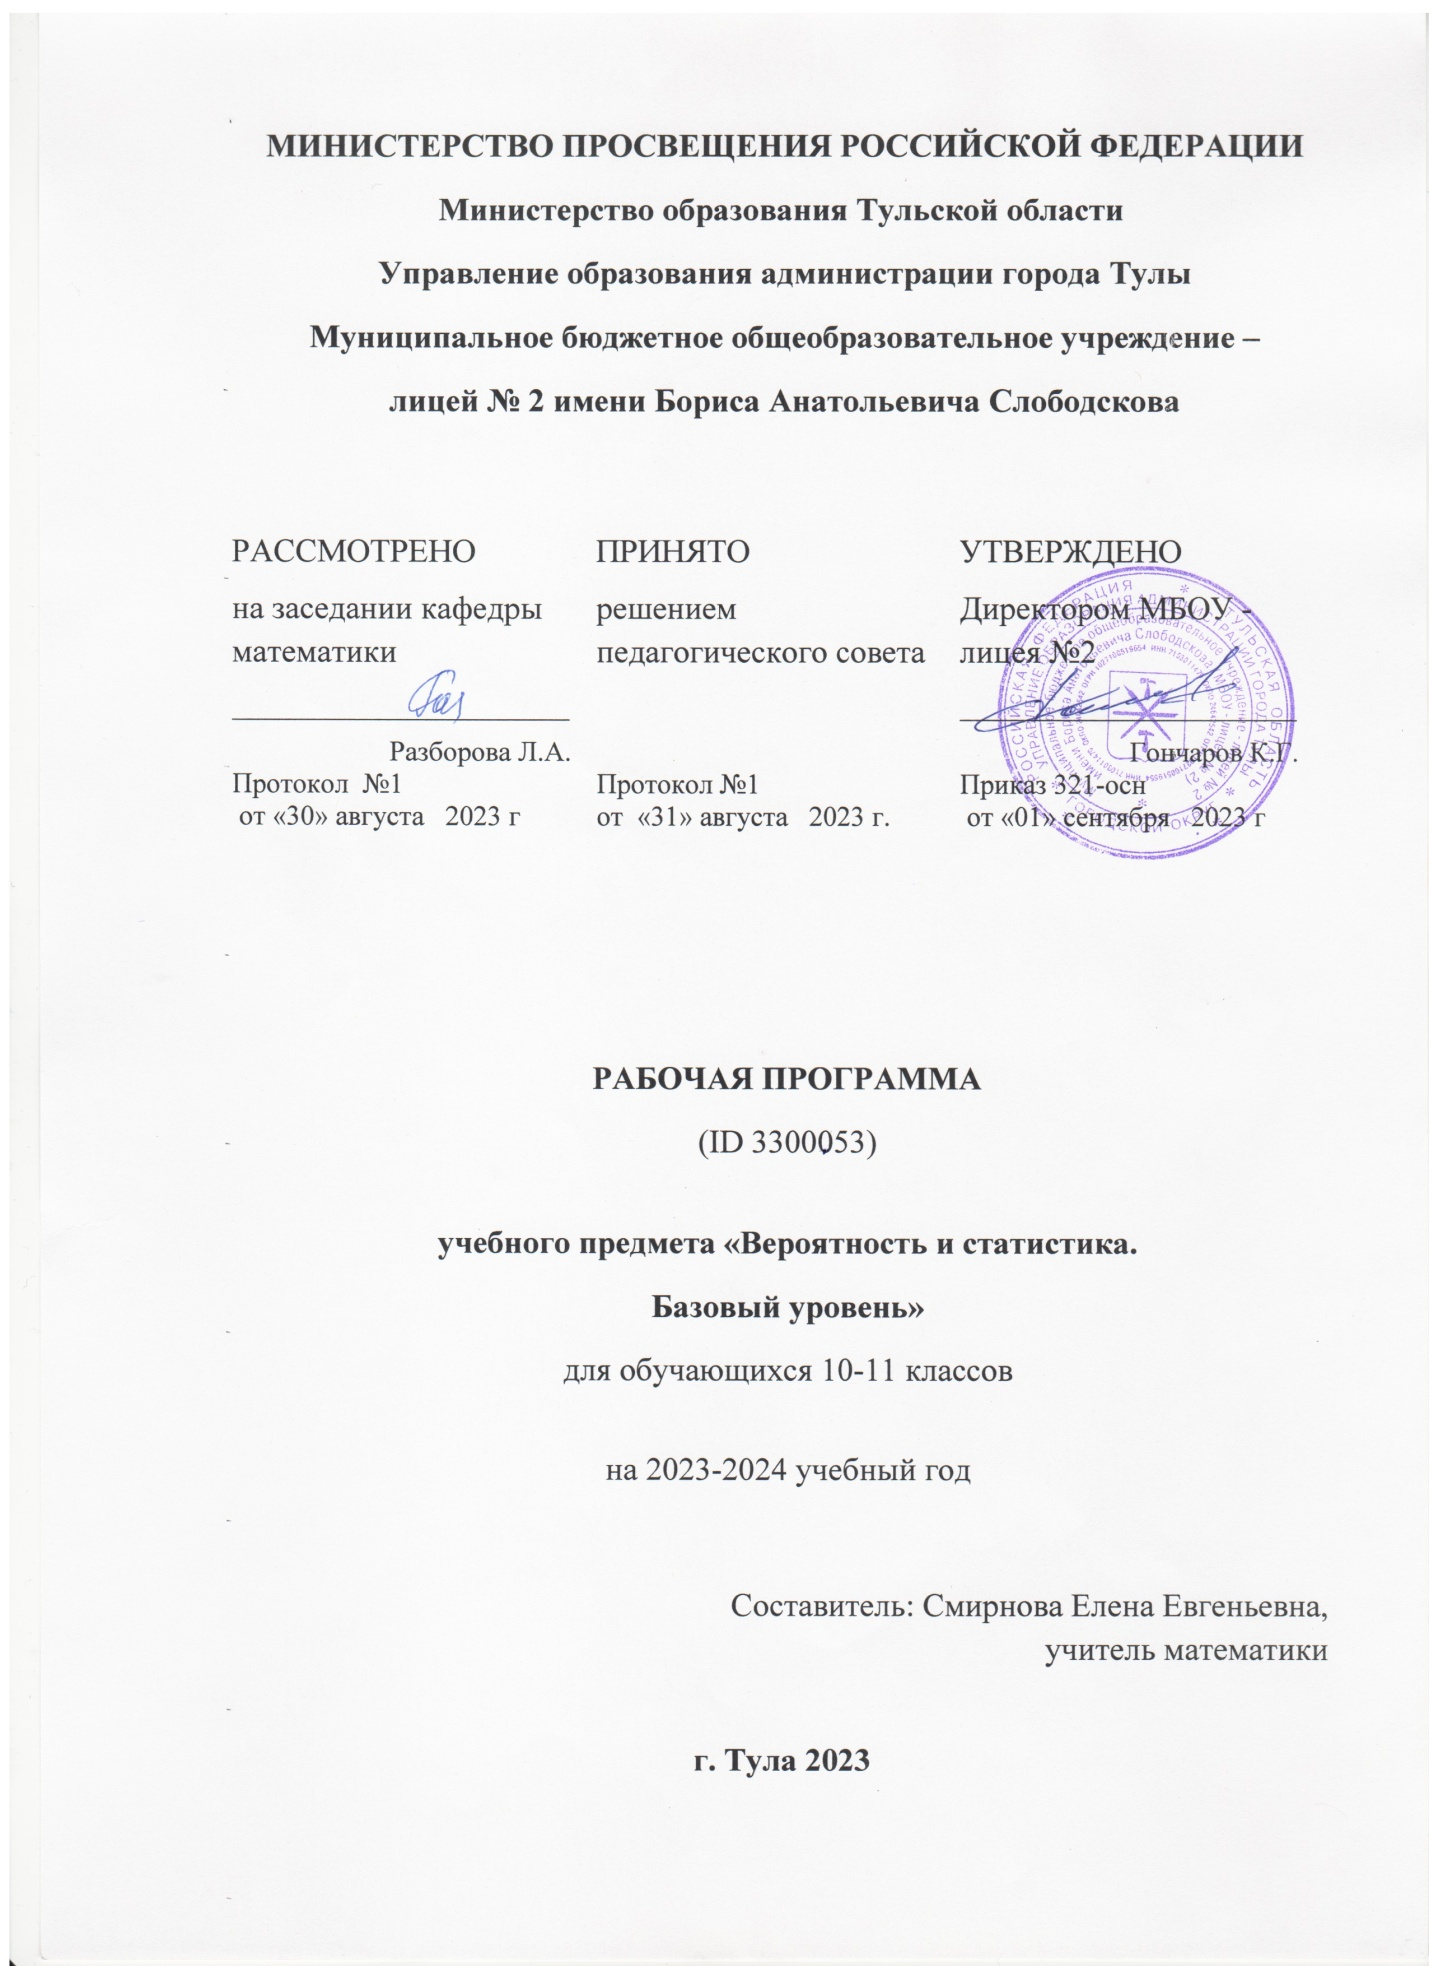 МИНИСТЕРСТВО ПРОСВЕЩЕНИЯ РОССИЙСКОЙ ФЕДЕРАЦИИ
Министерство образования Тульской области
Управление образования администрации города Тулы
Муниципальное бюджетное общеобразовательное учреждение –
лицей № 2 имени Бориса Анатольевича Слободскова
РАССМОТРЕНО
на заседании кафедры
математики
Разборова Л.А.
Протокол №1
от «30» августа 2023 г
ПРИНЯТО
решением
педагогического совета
Протокол №1
от «31» августа 2023 г.
УТВЕРЖДЕНО
Директором МБОУ -
лицея №2
Гончаров К.Г.
Приказ 321 -осн
от «01» сентября 2023 г
РОССИЙСКАЯ ФЕДЕРАЦИЯ * ТУЛЬСКАЯ ОБЛАСТЬ *
РАБОЧАЯ ПРОГРАММА
(ID 3300053)
учебного предмета «Вероятность и статистика.
Базовый уровень»
для обучающихся 10-11 классов
на 2023-2024 учебный год
Составитель: Смирнова Елена Евгеньевна,
учитель математики
г. Тула 2023